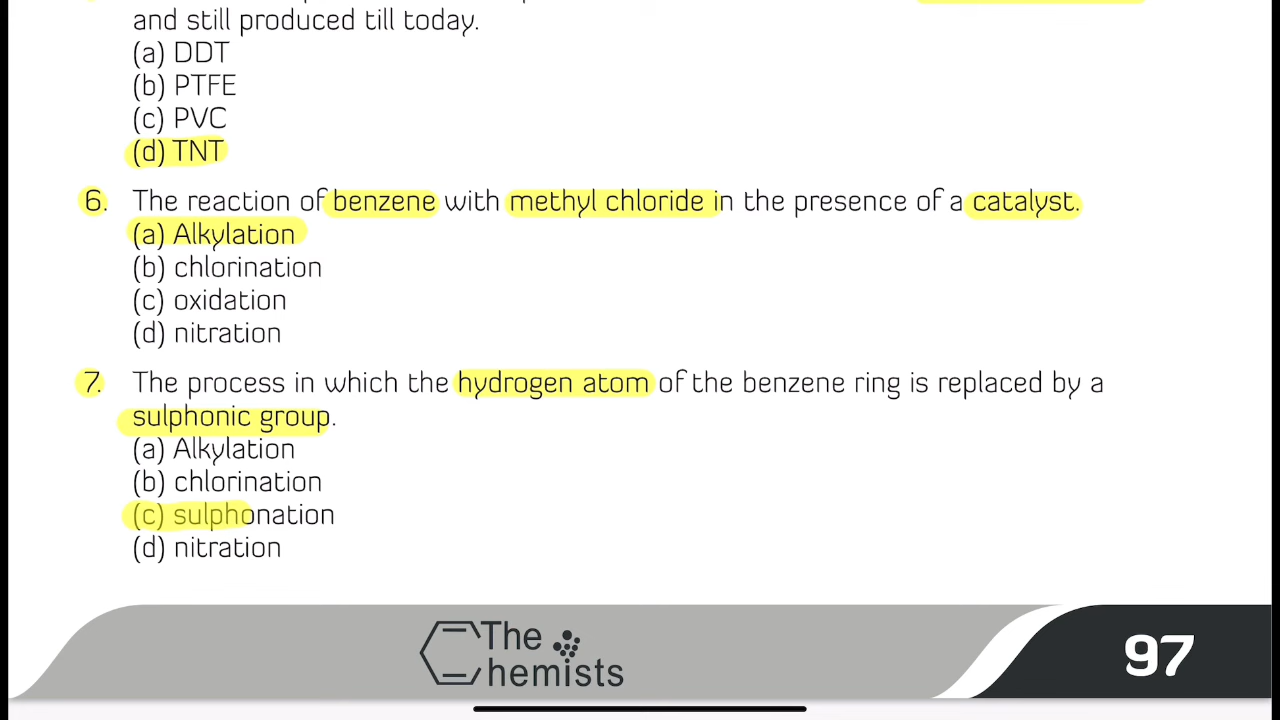 and still produced till today.
(a) DDT
(b) PTFE
(c) PVC
(d) TNT
6. The reaction of benzene with methyl chloride in the presence of a catalyst.
(a) Alkylation
(b) chlorination
(c) oxidation
(d) nitration
7. The process in which the hydrogen atom of the benzene ring is replaced by a
sulphonic group.
(a) Alkylation
(b) chlorination
(c) sulphonation
(d) nitration
The
hemists
97